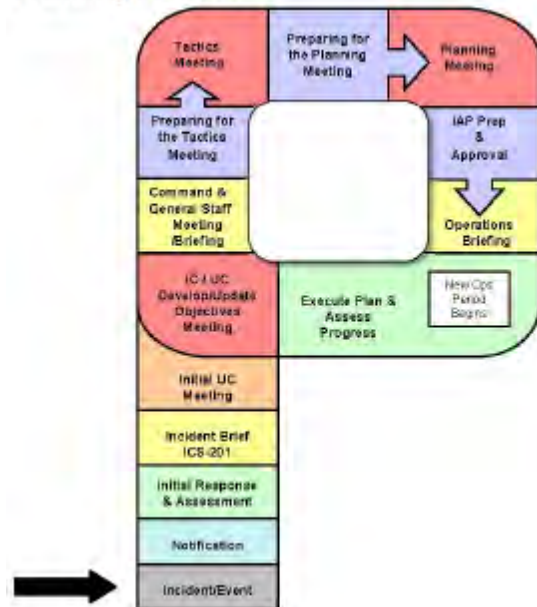 Tactics
Meeting
Preparing for
the Planning
Meeting
Planning
Meeting
Preparing for
the Tactics
Meeting
IAP Prep
&
Approval
Command &
General Staff
Meeting
/Briefing
Operations
Briefing
IC / UC
Develop/Update
Objectives
Meeting
Execute Plan &
Assess
Progress
New Ops
Period
Begins
Initial UC
Meeting
Incident Brief
ICS-201
Initial Response
& Assessment
Notification
Incident/Event